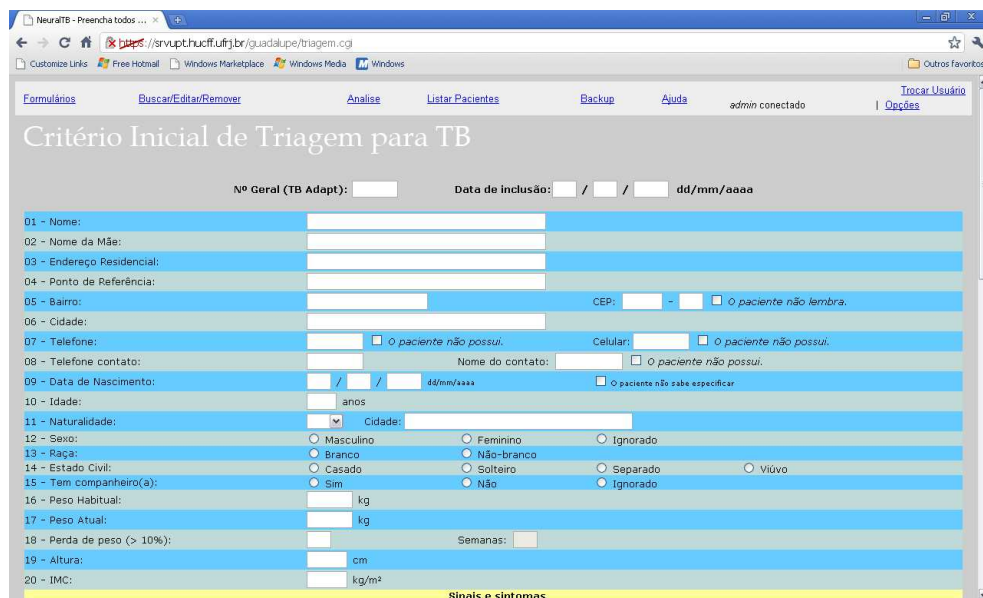 NeuralTB - Preencha todos ...
https://srvupt.hucff.ufrj.br/guadalupe/triagem.cgi
Customize Links Free Hotmail Windows Marketplace Windows Media Windows Outros favoritos
Formulários Buscar/Editar/Remover Analise Listar Pacientes Backup Ajuda admin conectado Trocar Usuário | Opções
Critério Inicial de Triagem para TB
Nº Geral (TB Adapt): Data de inclusão: / / dd/mm/aaaa
01 - Nome:
02 - Nome da Mãe:
03 - Endereço Residencial:
04 - Ponto de Referência:
05 - Bairro: CEP: - O paciente não lembra.
06 - Cidade:
07 - Telefone: O paciente não possui. Celular: O paciente não possui.
08 - Telefone contato: Nome do contato: O paciente não possui.
09 - Data de Nascimento: / / dd/mm/aaaa O paciente não sabe especificar
10 - Idade: anos
11 - Naturalidade: Cidade:
12 - Sexo: Masculino Feminino Ignorado
13 - Raça: Branco Não-branco
14 - Estado Civil: Casado Solteiro Separado Viúvo
15 - Tem companheiro(a): Sim Não Ignorado
16 - Peso Habitual: kg
17 - Peso Atual: kg
18 - Perda de peso (> 10%): Semanas:
19 - Altura: cm
20 - IMC: kg/m²
Sinais e sintomas